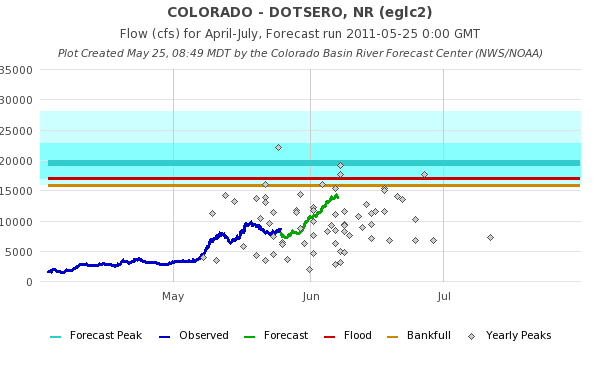 COLORADO - DOTSERO, NR (eglc2)
Flow (cfs) for April-July, Forecast run 2011-05-25 0:00 GMT
Plot Created May 25, 08:49 MDT by the Colorado Basin River Forecast Center (NWS/NOAA)
35000
30000
25000
20000
15000
10000
5000
0
May Jun Jul
Forecast Peak Observed Forecast Flood Bankfull Yearly Peaks